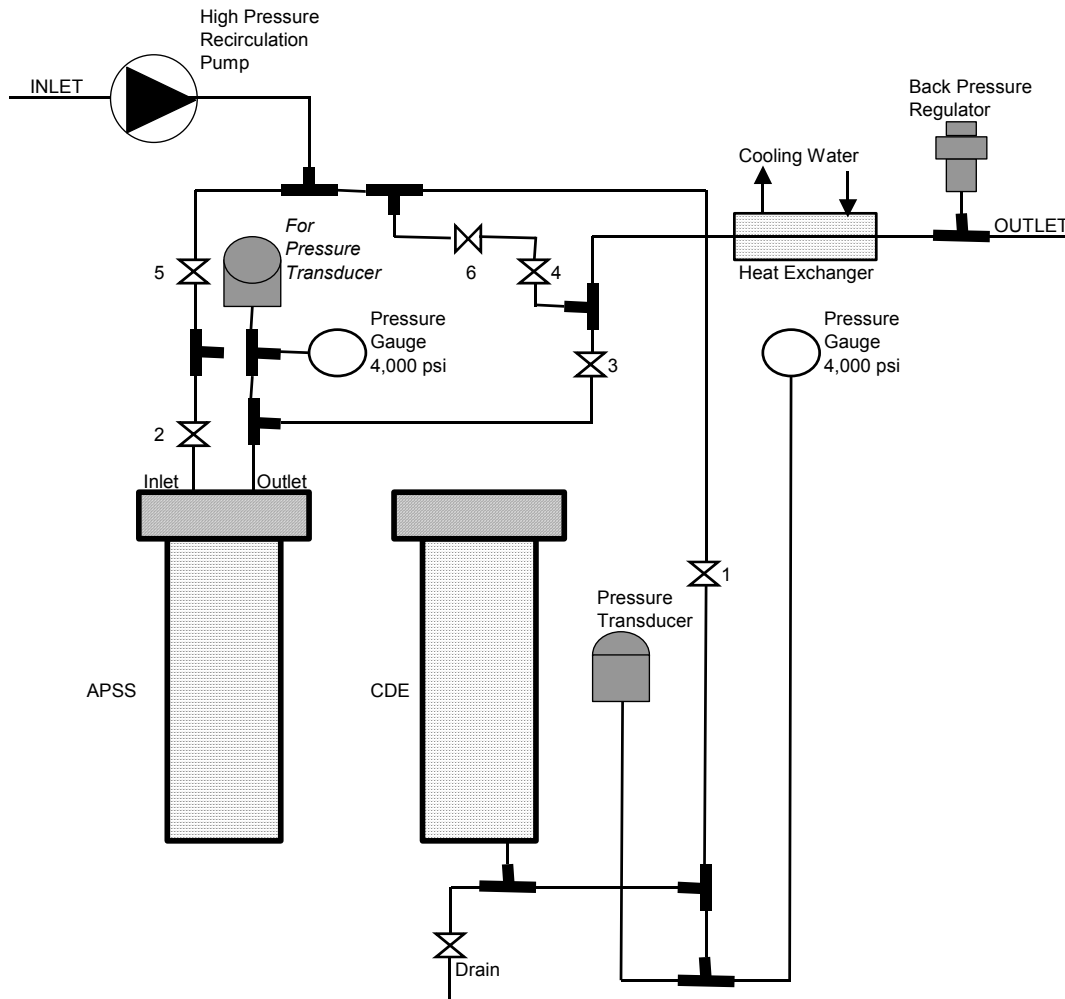 High Pressure
Recirculation
Pump
INLET
Back Pressure
Regulator
Cooling Water
OUTLET
Heat Exchanger
For
Pressure
Transducer
5
6
4
Pressure
Gauge
4,000 psi
3
Pressure
Gauge
4,000 psi
2
Inlet
Outlet
1
Pressure
Transducer
APSS
CDE
Drain